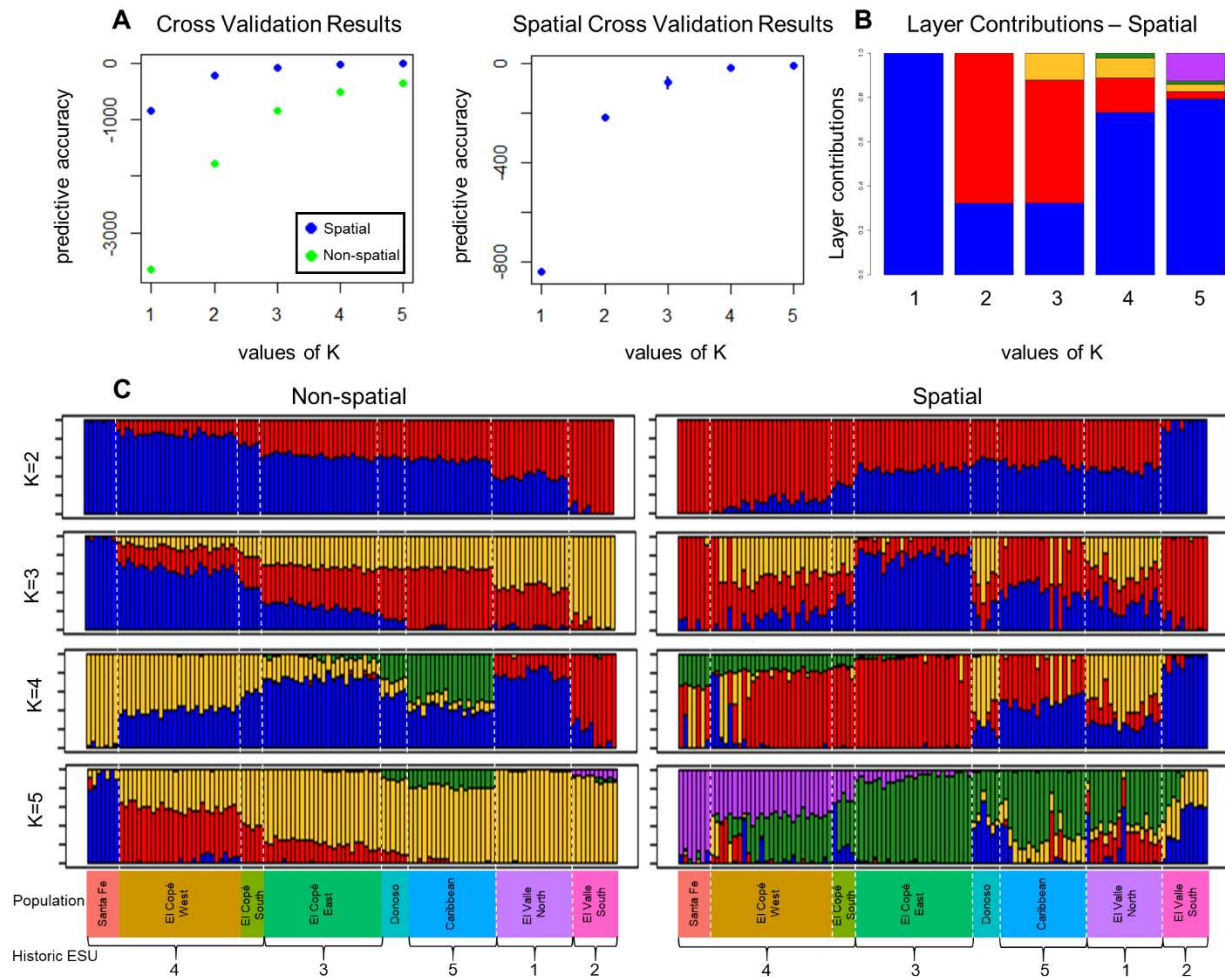 A Cross Validation Results
Spatial Cross Validation Results
B Layer Contributions – Spatial
predictive accuracy
0
-1000
-3000
Spatial
Non-spatial
1 2 3 4 5
values of K
predictive accuracy
0
-400
-800
1 2 3 4 5
values of K
Layer contributions
1.0
0.8
0.6
0.4
0.2
0.0
1 2 3 4 5
C
Non-spatial
Spatial
K=2
K=3
K=4
K=5
Population
Santa Fe
El Copé West
El Copé South
El Copé East
Donoso
Caribbean
El Valle North
El Valle South
Santa Fe
El Copé West
El Copé South
El Copé East
Donoso
Caribbean
El Valle North
El Valle South
Historic ESU
4 3 5 1 2
4 3 5 1 2